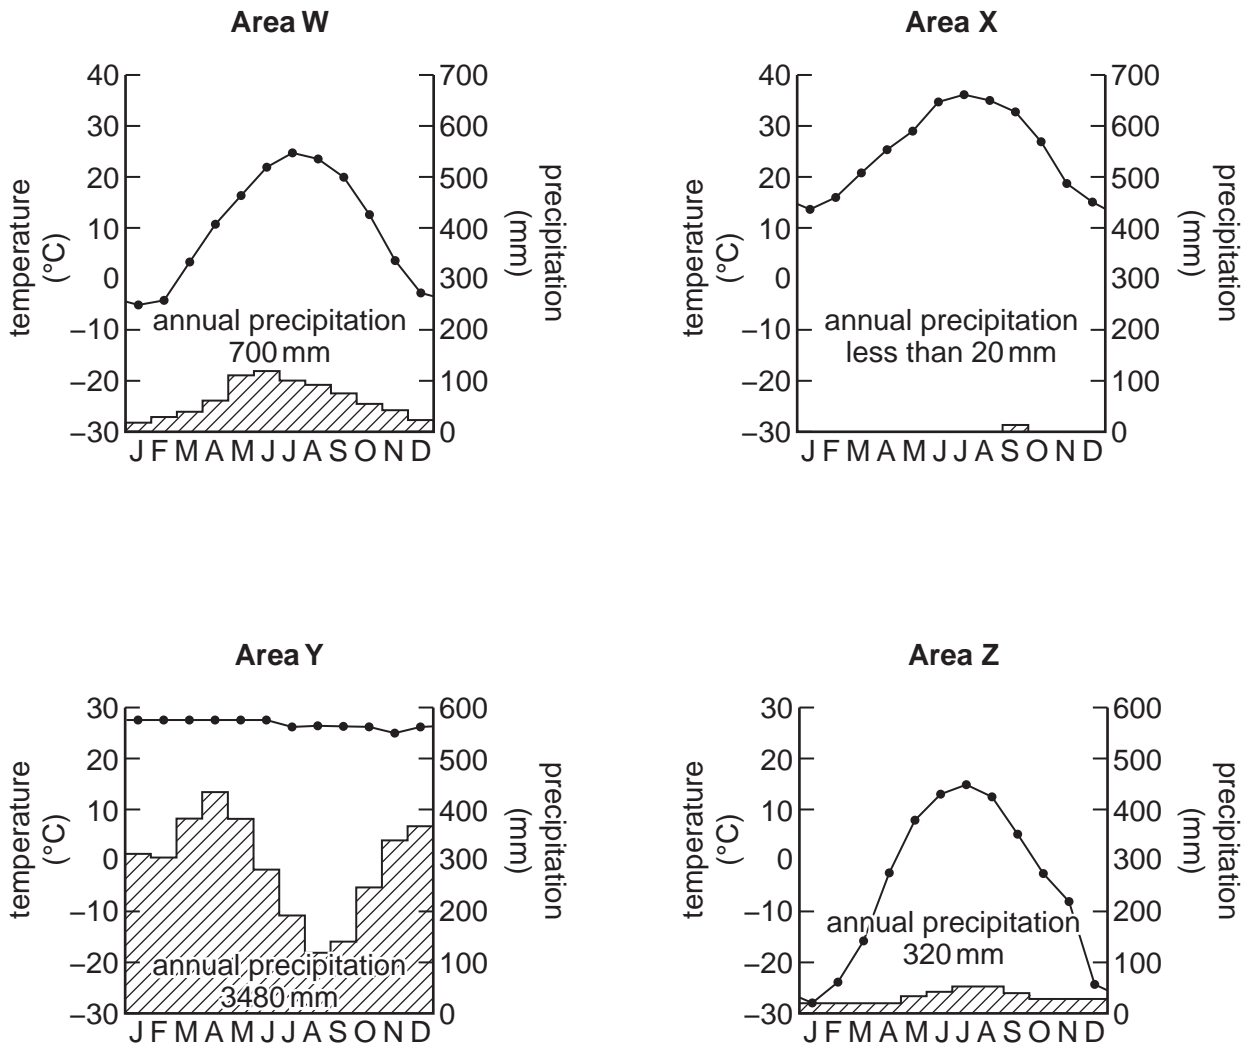 Area W
40
30
20
10
0
–10
–20
–30
temperature
(°C)
700
600
500
400
300
200
100
0
precipitation
(mm)
annual precipitation
700 mm
J F M A M J J A S O N D
Area X
40
30
20
10
0
–10
–20
–30
temperature
(°C)
700
600
500
400
300
200
100
0
precipitation
(mm)
annual precipitation
less than 20 mm
J F M A M J J A S O N D
Area Y
30
20
10
0
–10
–20
–30
temperature
(°C)
600
500
400
300
200
100
0
precipitation
(mm)
annual precipitation
3480 mm
J F M A M J J A S O N D
Area Z
30
20
10
0
–10
–20
–30
temperature
(°C)
600
500
400
300
200
100
0
precipitation
(mm)
annual precipitation
320 mm
J F M A M J J A S O N D